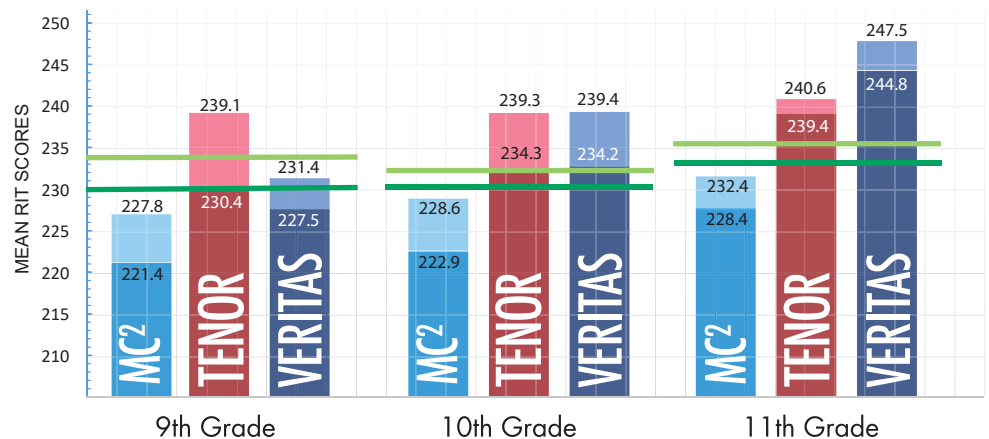 MEAN RIT SCORES
250
245
240
235
230
225
220
215
210
227.8
221.4
MC²
239.1
230.4
TENOR
231.4
227.5
VERITAS
9th Grade
228.6
222.9
MC²
239.3
234.3
TENOR
239.4
234.2
VERITAS
10th Grade
232.4
228.4
MC²
240.6
239.4
TENOR
247.5
244.8
VERITAS
11th Grade